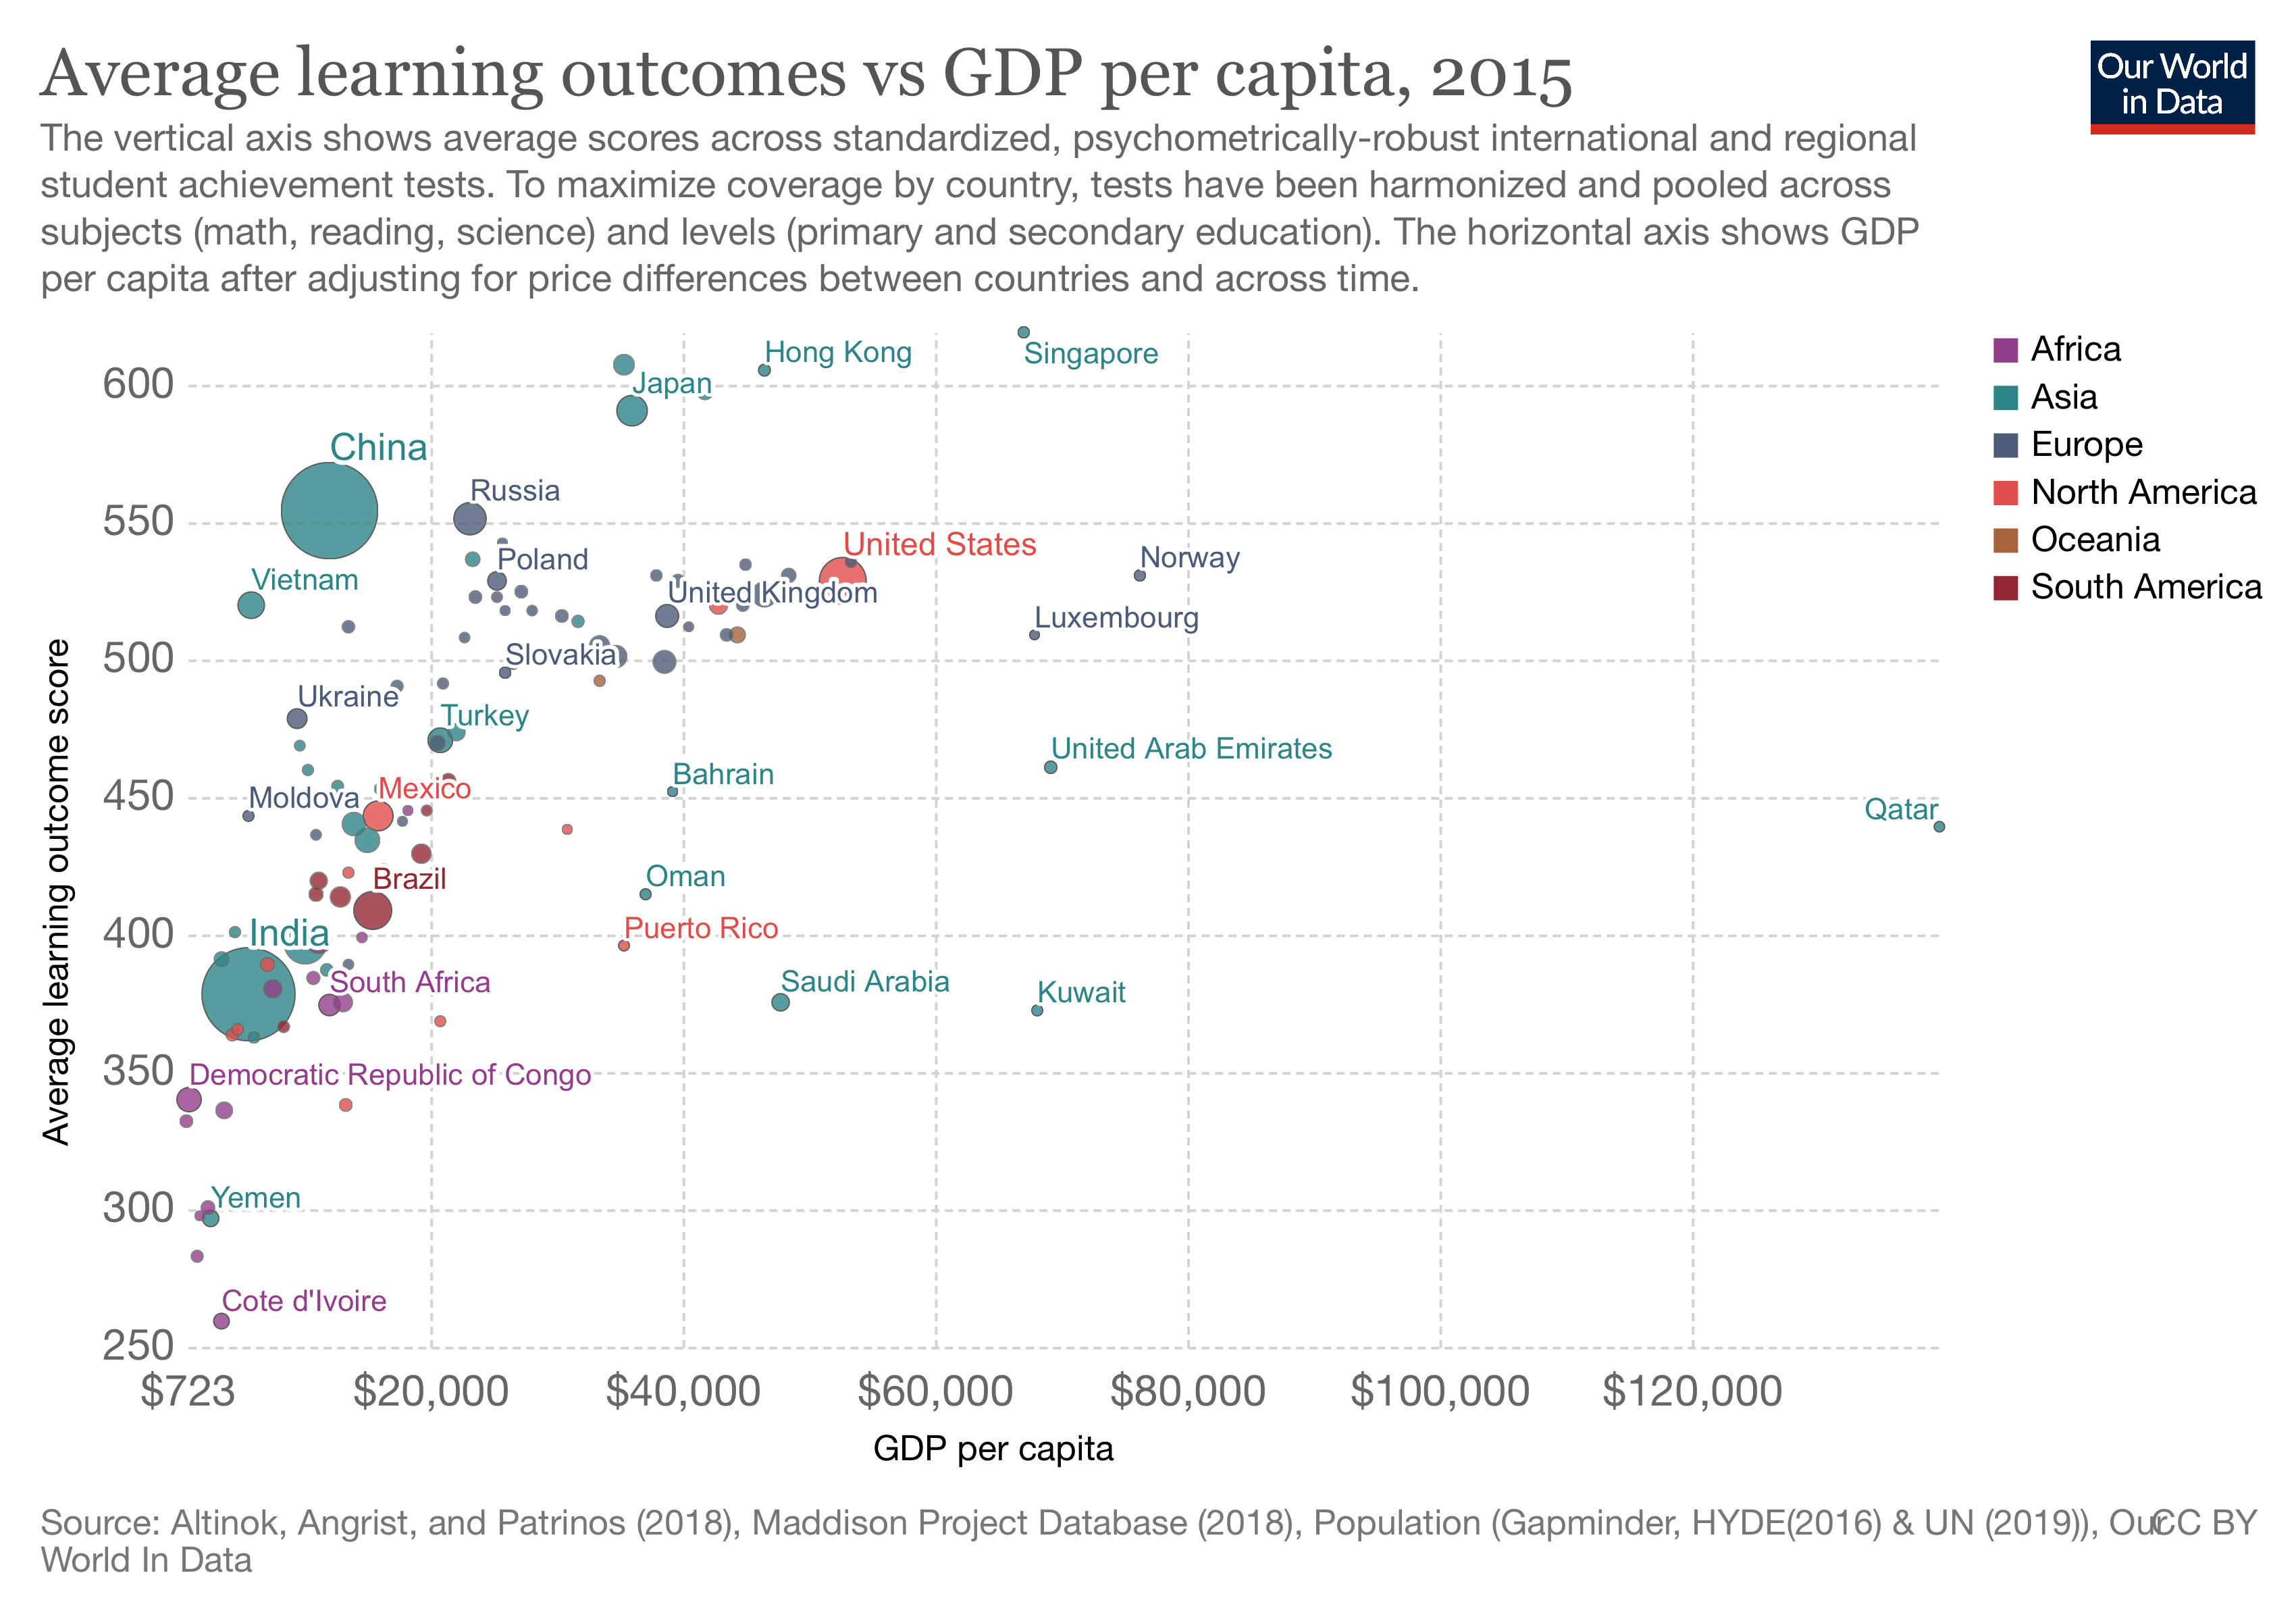 Average learning outcomes vs GDP per capita, 2015
Our World
in Data
The vertical axis shows average scores across standardized, psychometrically-robust international and regional
student achievement tests. To maximize coverage by country, tests have been harmonized and pooled across
subjects (math, reading, science) and levels (primary and secondary education). The horizontal axis shows GDP
per capita after adjusting for price differences between countries and across time.
Average learning outcome score
600
550
500
450
400
350
300
250
Hong Kong
Singapore
Japan
China
Russia
United States
Poland
Norway
Vietnam
United Kingdom
Luxembourg
Slovakia
Ukraine
Turkey
United Arab Emirates
Bahrain
Mexico
Moldova
Qatar
Brazil
Oman
Puerto Rico
India
South Africa
Saudi Arabia
Kuwait
Democratic Republic of Congo
Yemen
Cote d'Ivoire
Africa
Asia
Europe
North America
Oceania
South America
$723
$20,000
$40,000
$60,000
$80,000
$100,000
$120,000
GDP per capita
Source: Altinok, Angrist, and Patrinos (2018), Maddison Project Database (2018), Population (Gapminder, HYDE(2016) & UN (2019)), Our
World In Data
CC BY